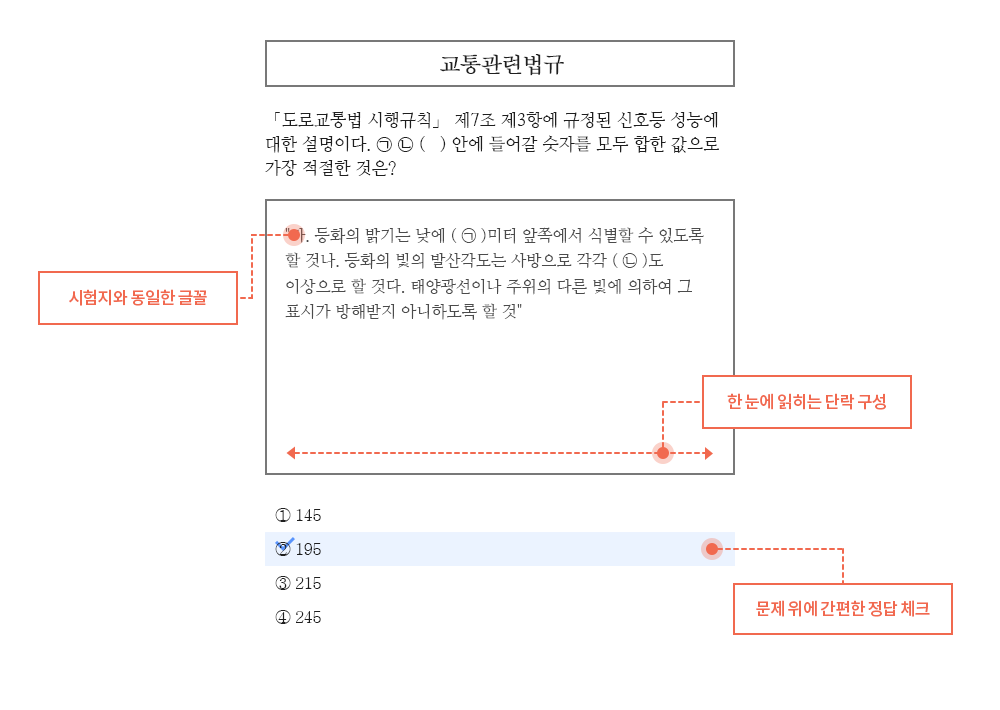 교통관련법규
「도로교통법 시행규칙」 제7조 제3항에 규정된 신호등 성능에
대한 설명이다. ㉠ ㉡ ( ) 안에 들어갈 숫자를 모두 합한 값으로
가장 적절한 것은?
등화의 밝기는 낮에 ( ㉠ )미터 앞쪽에서 식별할 수 있도록
할 것나. 등화의 빛의 발산각도는 사방으로 각각 ( ㉡ )도
이상으로 할 것다. 태양광선이나 주위의 다른 빛에 의하여 그
표시가 방해받지 아니하도록 할 것"
시험지와 동일한 글꼴
한 눈에 읽히는 단락 구성
① 145
② 195
③ 215
④ 245
문제 위에 간편한 정답 체크